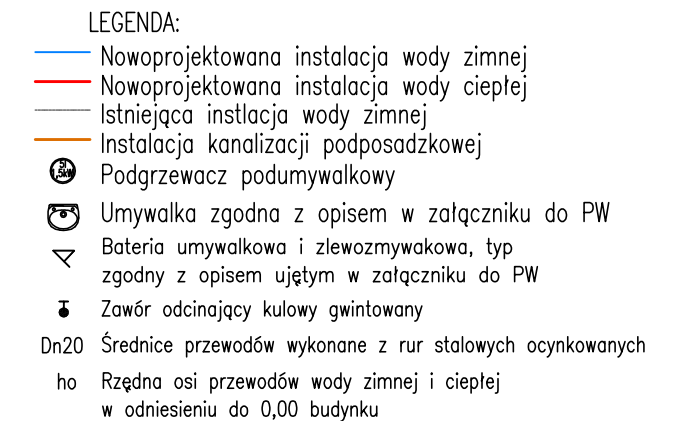 LEGENDA:
Nowoprojektowana instalacja wody zimnej
Nowoprojektowana instalacja wody ciepłej
Istniejąca instlacja wody zimnej
Instalacja kanalizacji podposadzkowej
5l
1,5kW
Podgrzewacz podumywalkowy
Umywalka zgodna z opisem w załączniku do PW
Bateria umywalkowa i zlewozmywakowa, typ
zgodny z opisem ujętym w załączniku do PW
Zawór odcinający kulowy gwintowany
Dn20 Średnice przewodów wykonane z rur stalowych ocynkowanych
ho Rzędna osi przewodów wody zimnej i ciepłej
w odniesieniu do 0,00 budynku